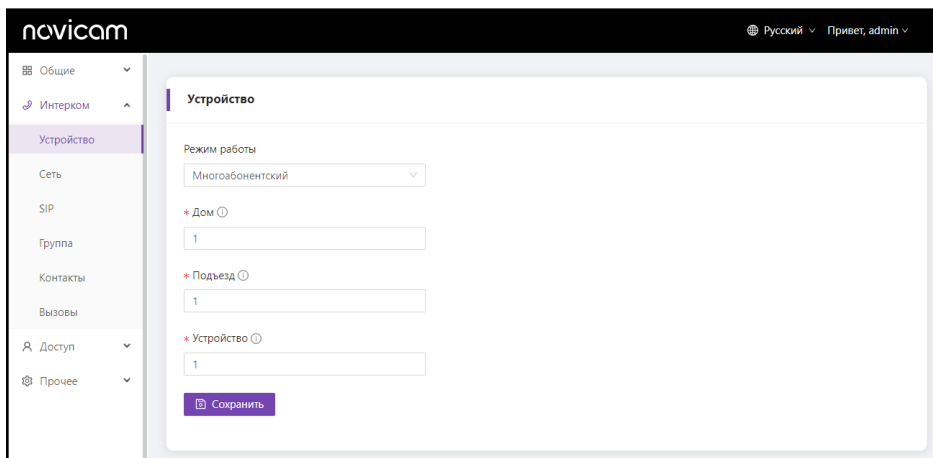 novicam
Русский Привет, admin
Общие
Интерком
Устройство
Сеть
SIP
Группа
Контакты
Вызовы
Доступ
Прочее
Устройство
Режим работы
Многоабонентский
* Дом
1
* Подъезд
1
* Устройство
1
Сохранить